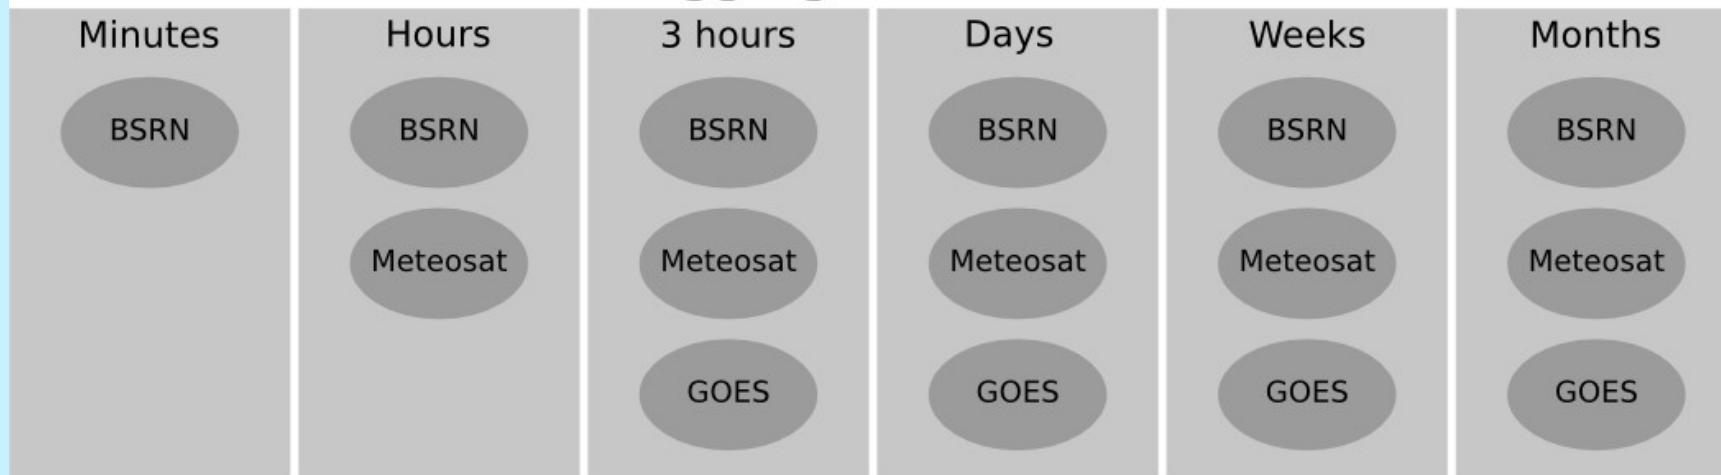 Minutes Hours 3 hours Days Weeks Months
BSRN BSRN BSRN BSRN BSRN BSRN
Meteosat Meteosat Meteosat Meteosat Meteosat
GOES GOES GOES GOES